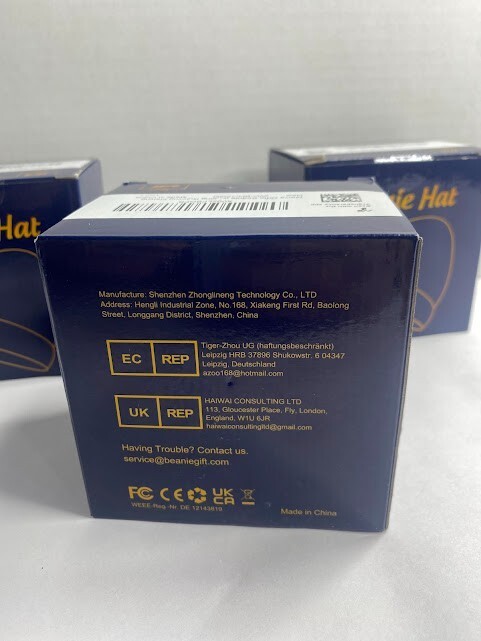 Hat
ie Hat
Manufacture: Shenzhen Zhonglineng Technology Co., LTD
Address: Hengli Industrial Zone, No.168, Xiakeng First Rd, Baolong
Street, Longgang District, Shenzhen, China
EC REP
Tiger-Zhou UG (haftungsbeschränkt)
Leipzig HRB 37896 Shukowstr. 6 04347
Leipzig, Deutschland
azoo168@hotmail.com
UK REP
HAIWAI CONSULTING LTD
113, Gloucester Place, Fly, London,
England, W1U 6JR
haiwaiconsultingltd@gmail.com
Having Trouble? Contact us.
service@beaniegift.com
FC CE UK
CA
WEEE-Reg.-Nr. DE 12143819
Made in China